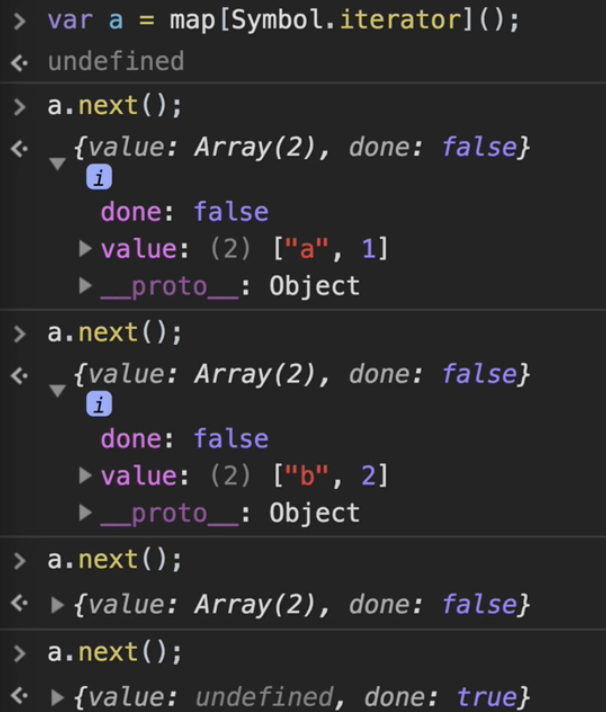 > var a = map[Symbol.iterator]();
<· undefined
> a.next();
<· ▼ {value: Array(2), done: false}
i
done: false
▶ value: (2) ["a", 1]
▶ __proto__: Object
> a.next();
<· ▼ {value: Array(2), done: false}
i
done: false
▶ value: (2) ["b", 2]
▶ __proto__: Object
> a.next();
<· ▶ {value: Array(2), done: false}
> a.next();
<· ▶ {value: undefined, done: true}